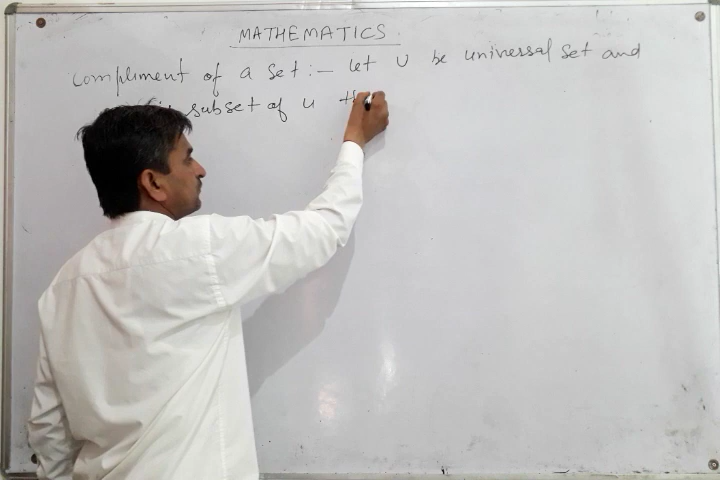 MATHEMATICS
Compliment of a set :- Let U be universal set and
subset of U